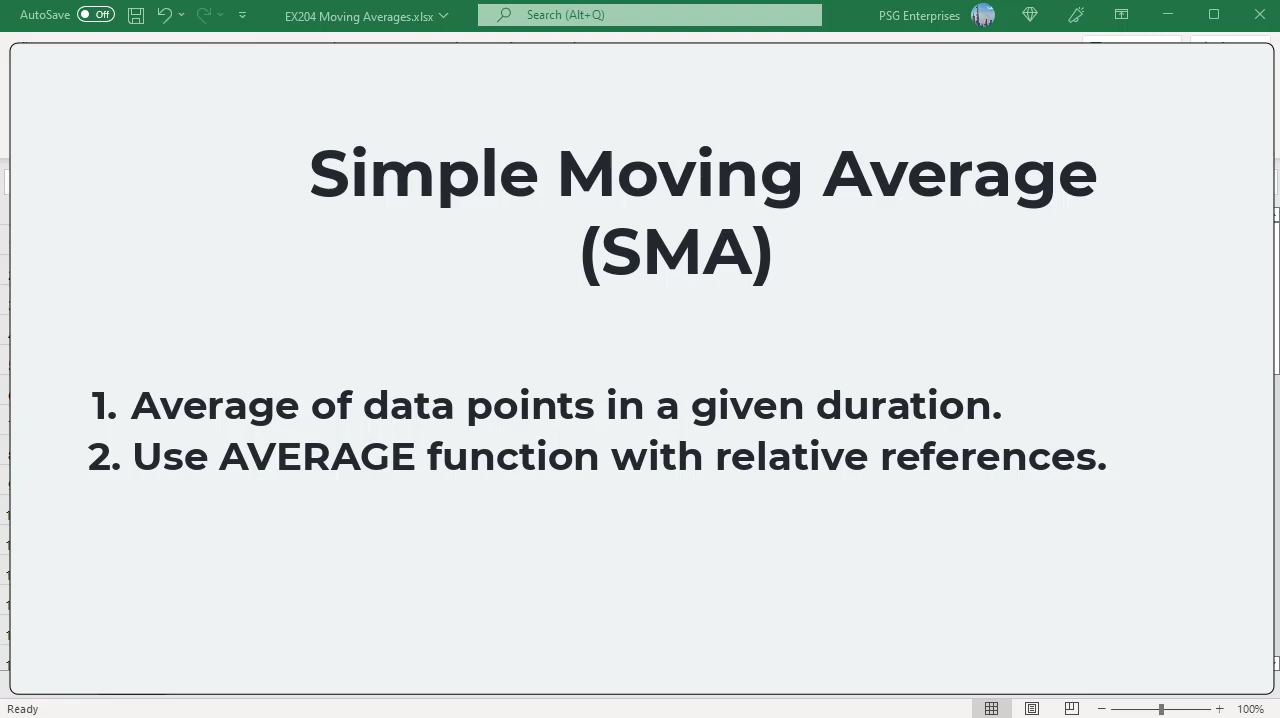 AutoSave Off EX204 Moving Averages.xlsx Search (Alt+Q) PSG Enterprises
Simple Moving Average
(SMA)
1. Average of data points in a given duration.
2. Use AVERAGE function with relative references.
Ready 100%